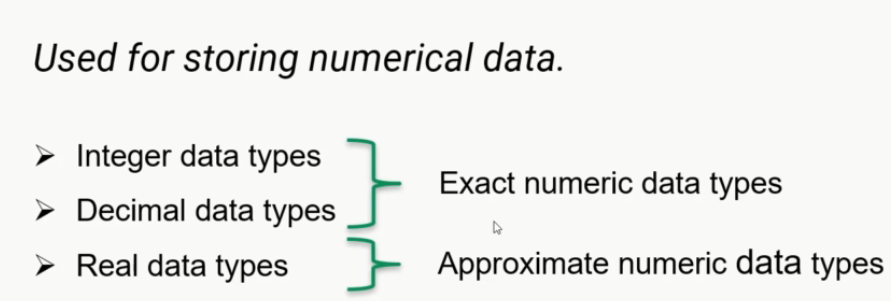 Used for storing numerical data.
Integer data types
Decimal data types
Exact numeric data types
Real data types
Approximate numeric data types